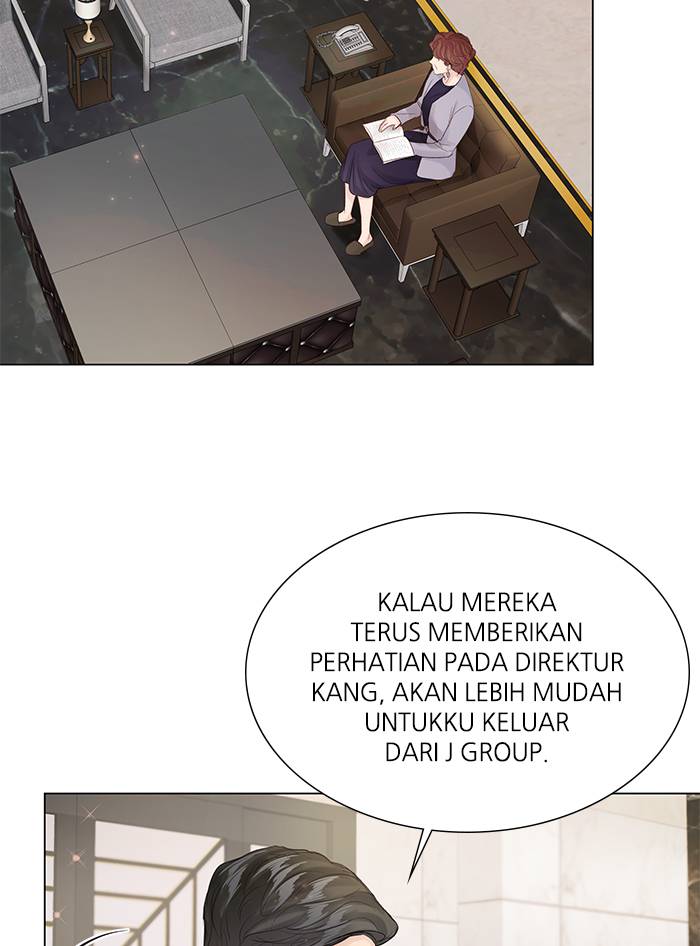 KALAU MEREKA
TERUS MEMBERIKAN
PERHATIAN PADA DIREKTUR
KANG, AKAN LEBIH MUDAH
UNTUKKU KELUAR
DARI J GROUP.